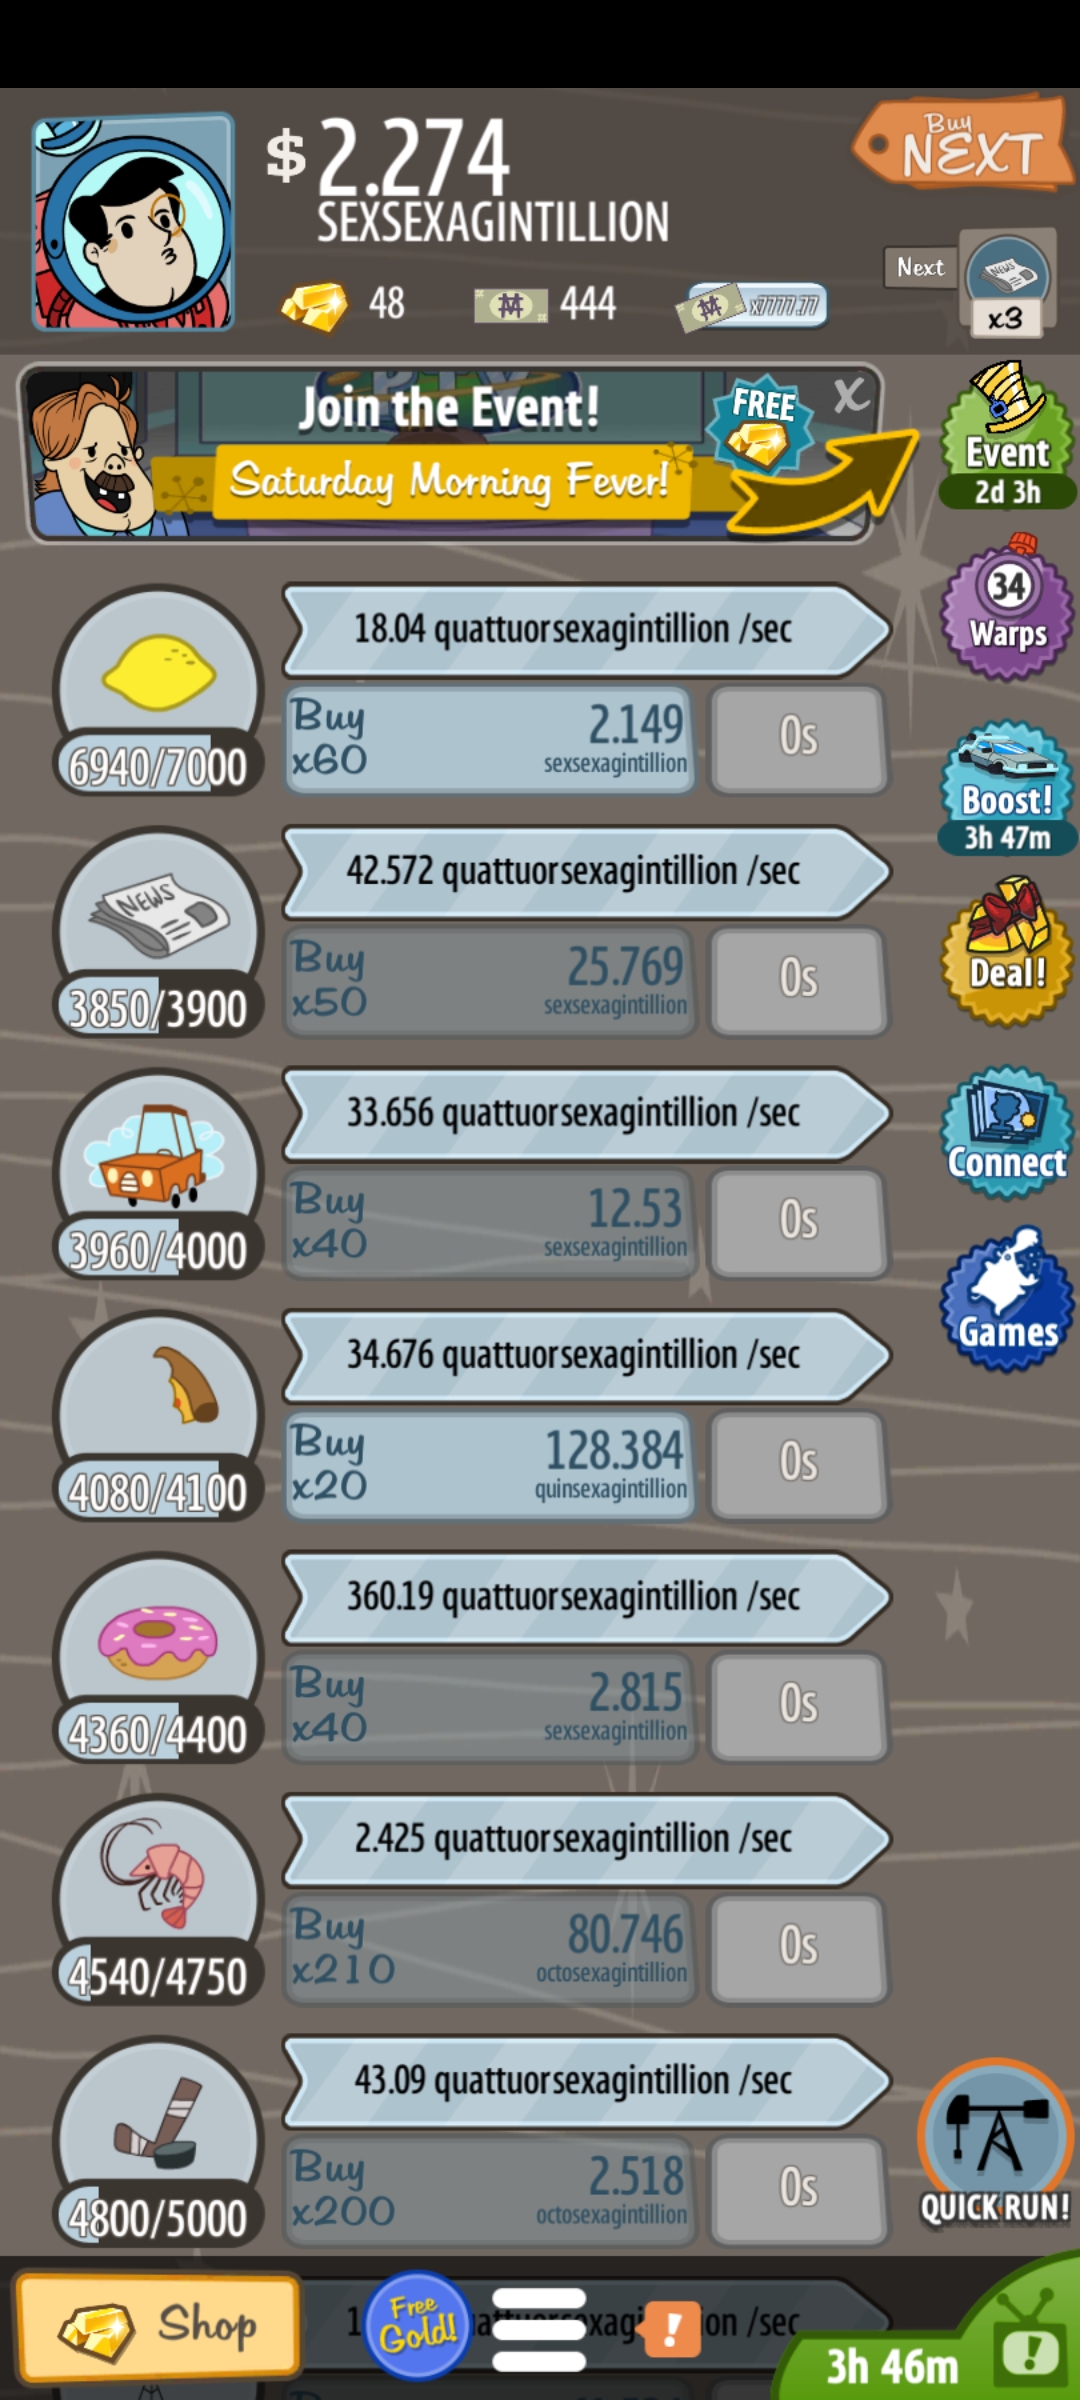 $2.274
SEXSEXAGINTILLION
Buy
NEXT
48
444
x7777.77
Next
NEWS
x3
Join the Event!
Saturday Morning Fever!
FREE
X
Event
2d 3h
34
Warps
18.04 quattuorsexagintillion /sec
6940/7000
Buy
x60
2.149
sexsexagintillion
0s
Boost!
3h 47m
42.572 quattuorsexagintillion /sec
NEWS
3850/3900
Buy
x50
25.769
sexsexagintillion
0s
Deal!
33.656 quattuorsexagintillion /sec
3960/4000
Buy
x40
12.53
sexsexagintillion
0s
Connect
34.676 quattuorsexagintillion /sec
4080/4100
Buy
x20
128.384
quinsexagintillion
0s
Games
360.19 quattuorsexagintillion /sec
4360/4400
Buy
x40
2.815
sexsexagintillion
0s
2.425 quattuorsexagintillion /sec
4540/4750
Buy
x210
80.746
octosexagintillion
0s
43.09 quattuorsexagintillion /sec
4800/5000
Buy
x200
2.518
octosexagintillion
0s
QUICK RUN!
Shop
Free
Gold!
!
3h 46m
!